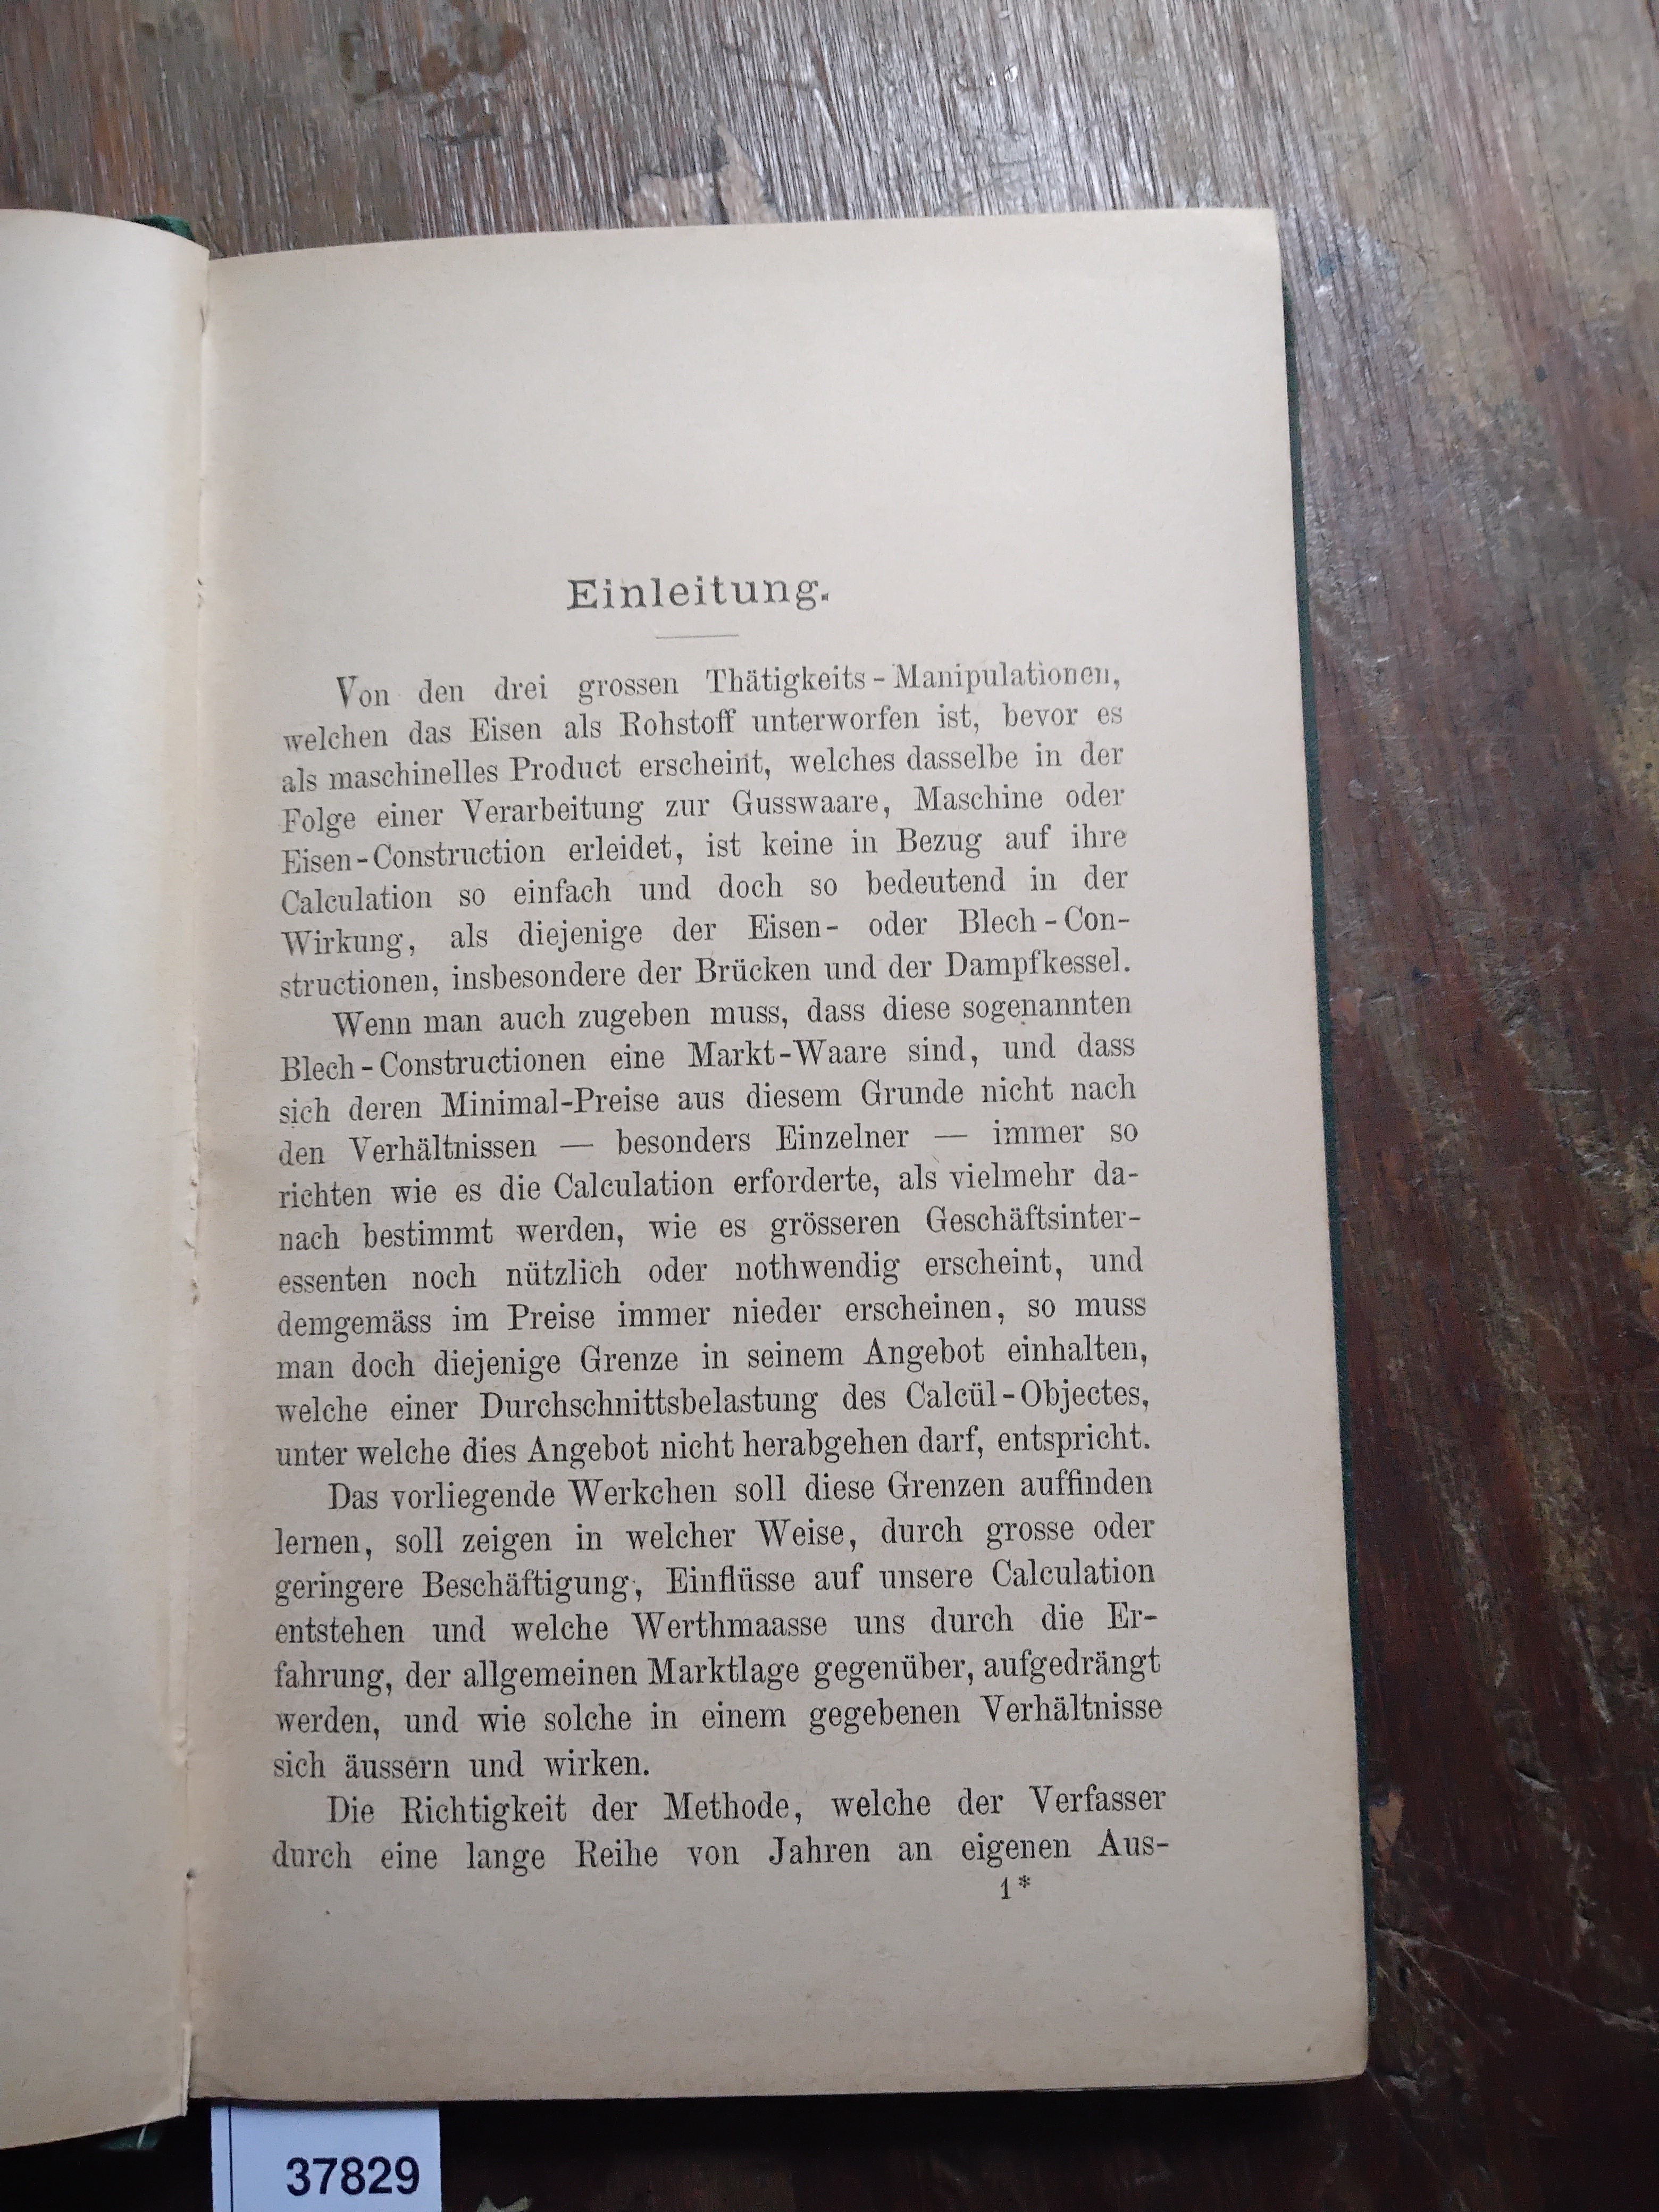 Einleitung.
Von den drei grossen Thätigkeits-Manipulationen,
welchen das Eisen als Rohstoff unterworfen ist, bevor es
als maschinelles Product erscheint, welches dasselbe in der
Folge einer Verarbeitung zur Gusswaare, Maschine oder
Eisen-Construction erleidet, ist keine in Bezug auf ihre
Calculation so einfach und doch so bedeutend in der
Wirkung, als diejenige der Eisen- oder Blech-Con-
structionen, insbesondere der Brücken und der Dampfkessel.
Wenn man auch zugeben muss, dass diese sogenannten
Blech-Constructionen eine Markt-Waare sind, und dass
sich deren Minimal-Preise aus diesem Grunde nicht nach
den Verhältnissen — besonders Einzelner — immer so
richten wie es die Calculation erforderte, als vielmehr da-
nach bestimmt werden, wie es grösseren Geschäftsinter-
essenten noch nützlich oder nothwendig erscheint, und
demgemäss im Preise immer nieder erscheinen, so muss
man doch diejenige Grenze in seinem Angebot einhalten,
welche einer Durchschnittsbelastung des Calcül-Objectes,
unter welche dies Angebot nicht herabgehen darf, entspricht.
Das vorliegende Werkchen soll diese Grenzen auffinden
lernen, soll zeigen in welcher Weise, durch grosse oder
geringere Beschäftigung, Einflüsse auf unsere Calculation
entstehen und welche Werthmaasse uns durch die Er-
fahrung, der allgemeinen Marktlage gegenüber, aufgedrängt
werden, und wie solche in einem gegebenen Verhältnisse
sich äussern und wirken.
Die Richtigkeit der Methode, welche der Verfasser
durch eine lange Reihe von Jahren an eigenen Aus-
1*
37829